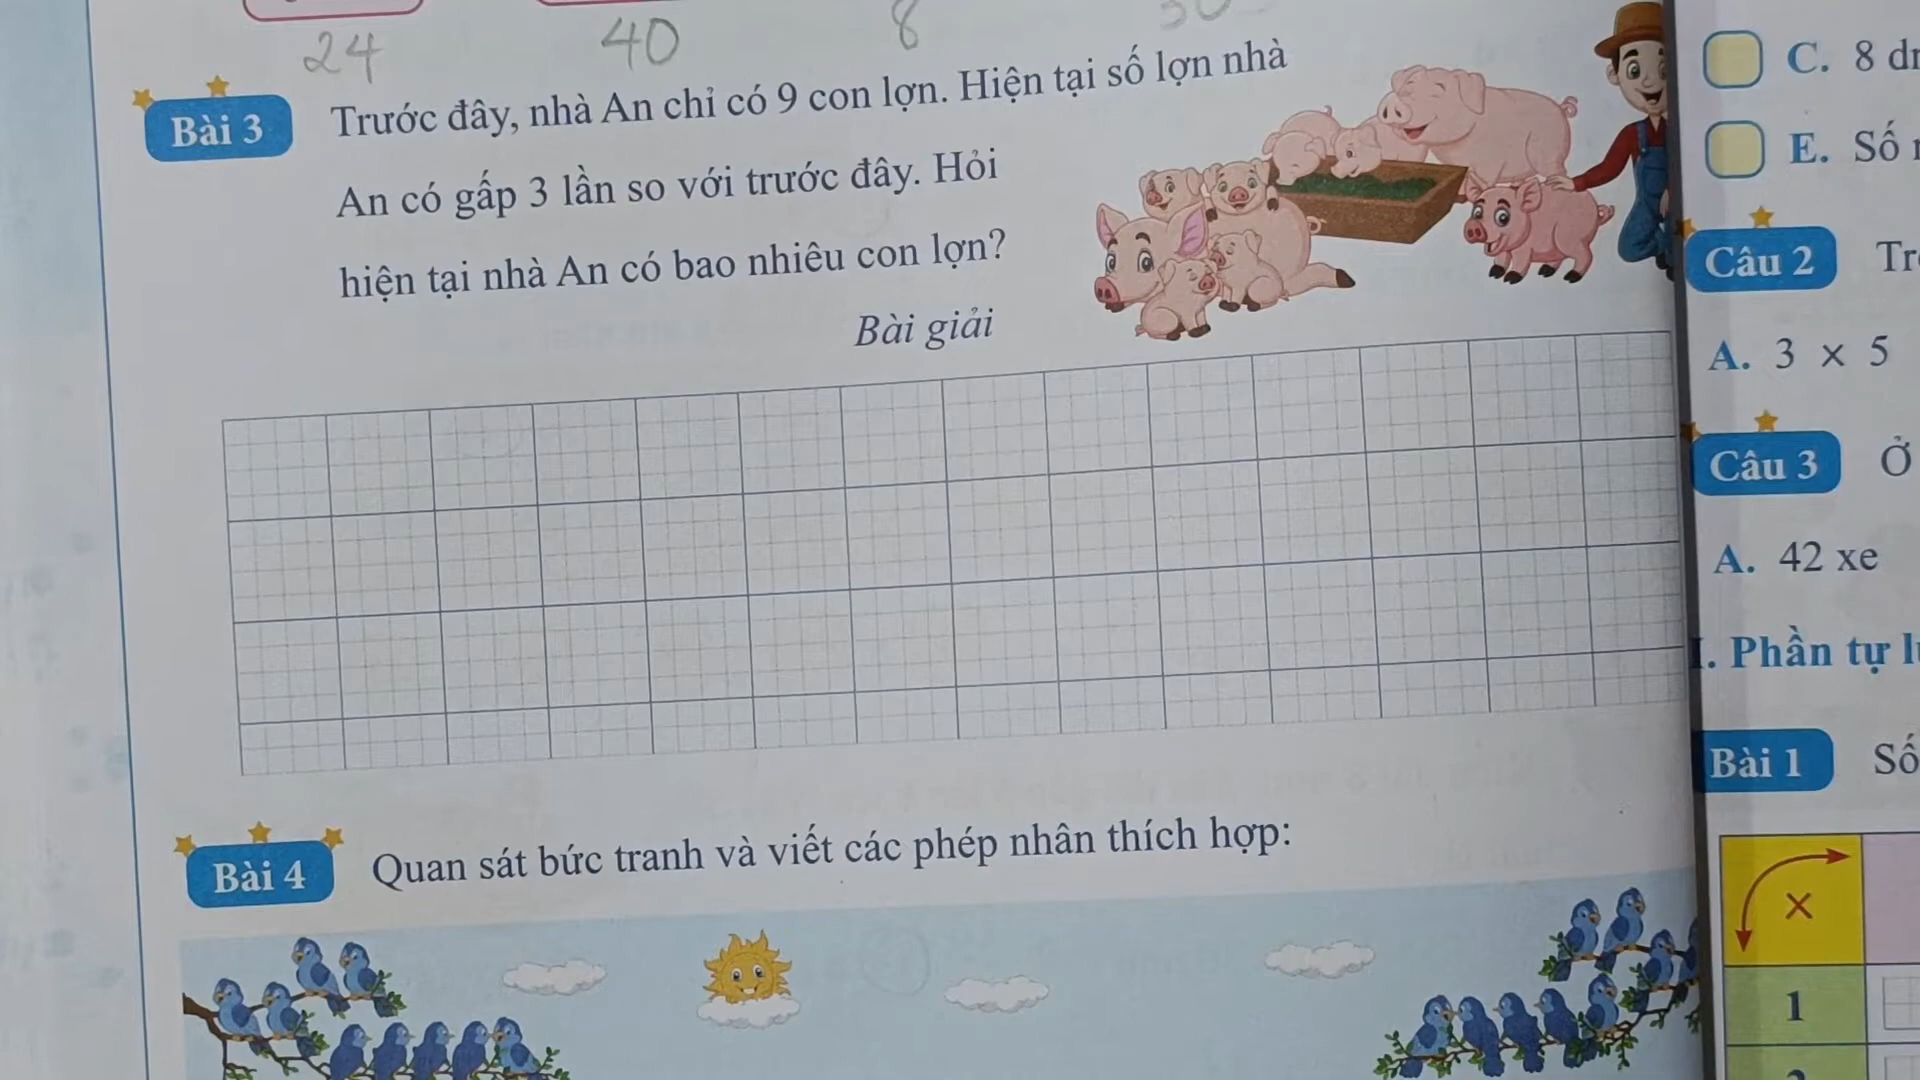 24 40 8
Bài 3 Trước đây, nhà An chỉ có 9 con lợn. Hiện tại số lợn nhà
An có gấp 3 lần so với trước đây. Hỏi
hiện tại nhà An có bao nhiêu con lợn?
Bài giải
Bài 4 Quan sát bức tranh và viết các phép nhân thích hợp:
C. 8
E. Số
Câu 2
A. 3 × 5
Câu 3 Ở
A. 42 xe
I. Phần tự
Bài 1 Số
×
1